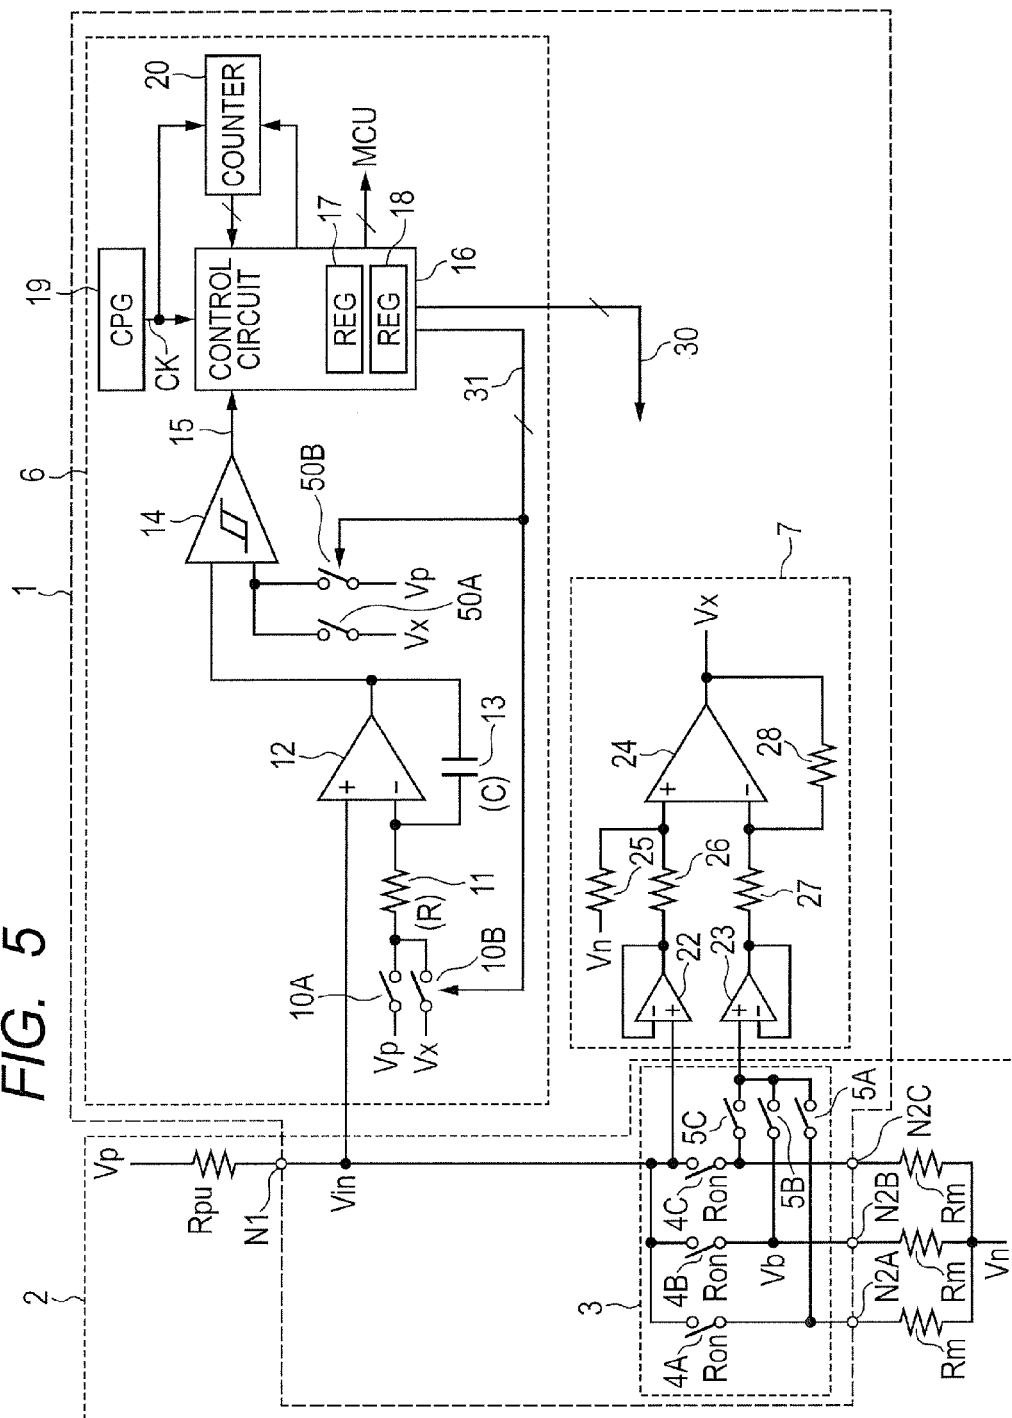 FIG. 5
1
6
19
CPG
CK
20
COUNTER
CONTROL
CIRCUIT
REG
17
REG
18
16
MCU
15
14
50B
Vp
50A
Vx
31
30
12
+
-
13
(C)
11
(R)
10A
10B
Vp
Vx
7
Vx
24
+
-
28
25
26
27
Vn
22
-
+
23
+
-
2
Vp
Rpu
N1
Vin
3
4A
Ron
4B
Ron
4C
Ron
5C
5B
5A
Vb
N2A
N2B
N2C
Rm
Rm
Rm
Vn